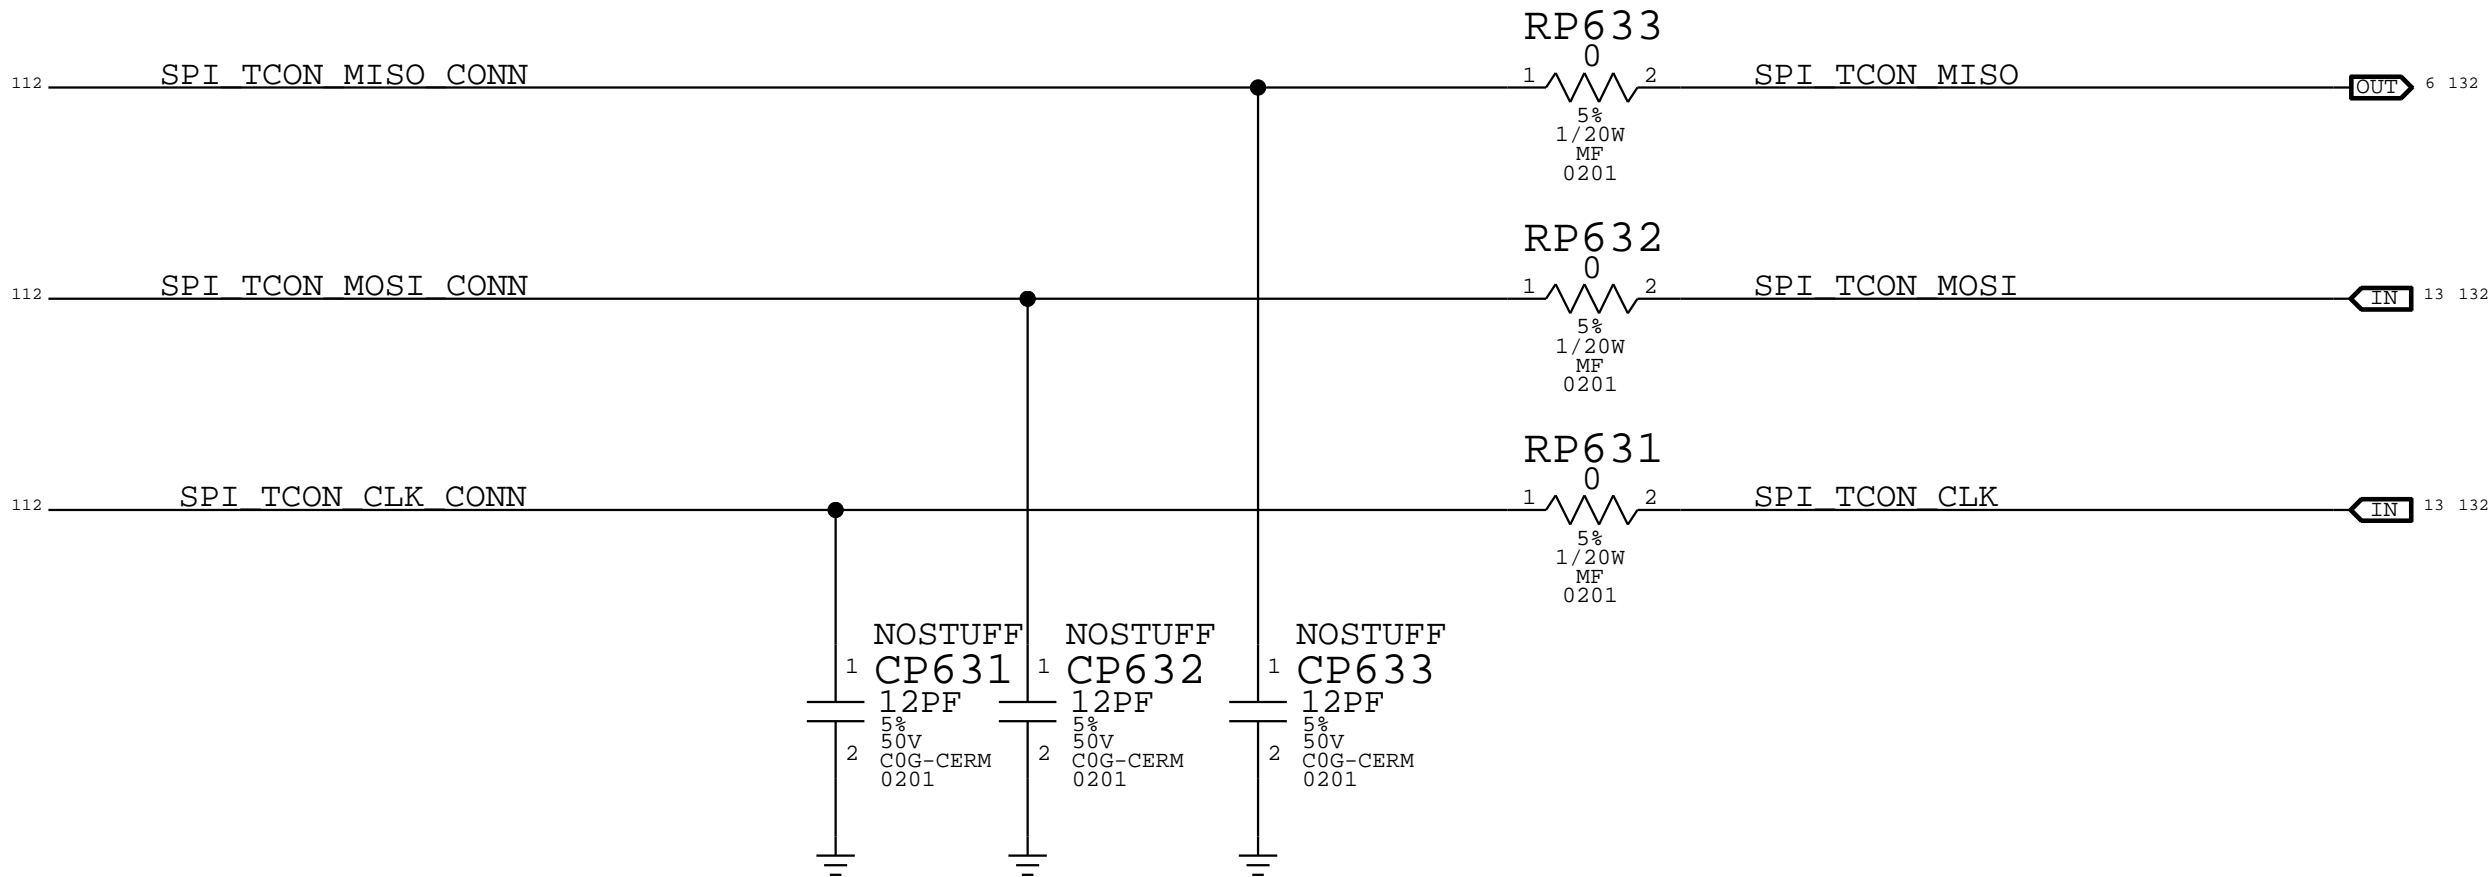 RP633
0
112 SPI_TCON_MISO_CONN 1 2 SPI_TCON_MISO OUT 6 132
5%
1/20W
MF
0201
RP632
0
112 SPI_TCON_MOSI_CONN 1 2 SPI_TCON_MOSI IN 13 132
5%
1/20W
MF
0201
RP631
0
112 SPI_TCON_CLK_CONN 1 2 SPI_TCON_CLK IN 13 132
5%
1/20W
MF
0201
NOSTUFF
1 CP631
12PF
5%
50V
2 C0G-CERM
0201
NOSTUFF
1 CP632
12PF
5%
50V
2 C0G-CERM
0201
NOSTUFF
1 CP633
12PF
5%
50V
2 C0G-CERM
0201